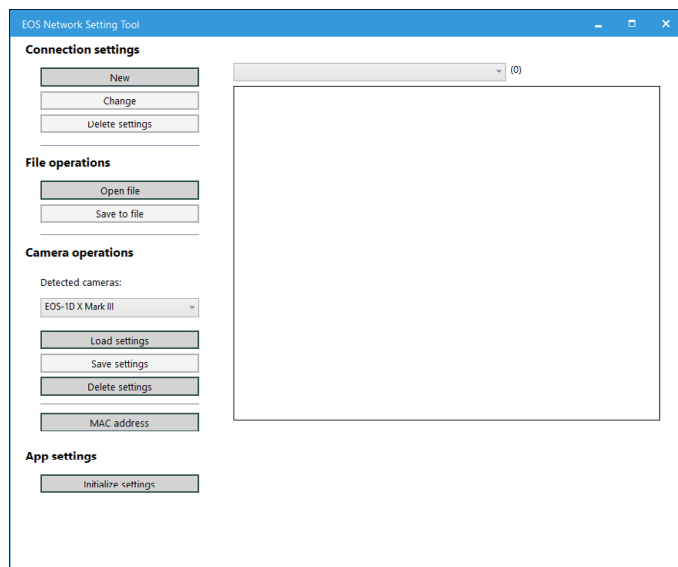 EOS Network Setting Tool
Connection settings
New
(0)
Change
Delete settings
File operations
Open file
Save to file
Camera operations
Detected cameras:
EOS-1D X Mark III
Load settings
Save settings
Delete settings
MAC address
App settings
Initialize settings